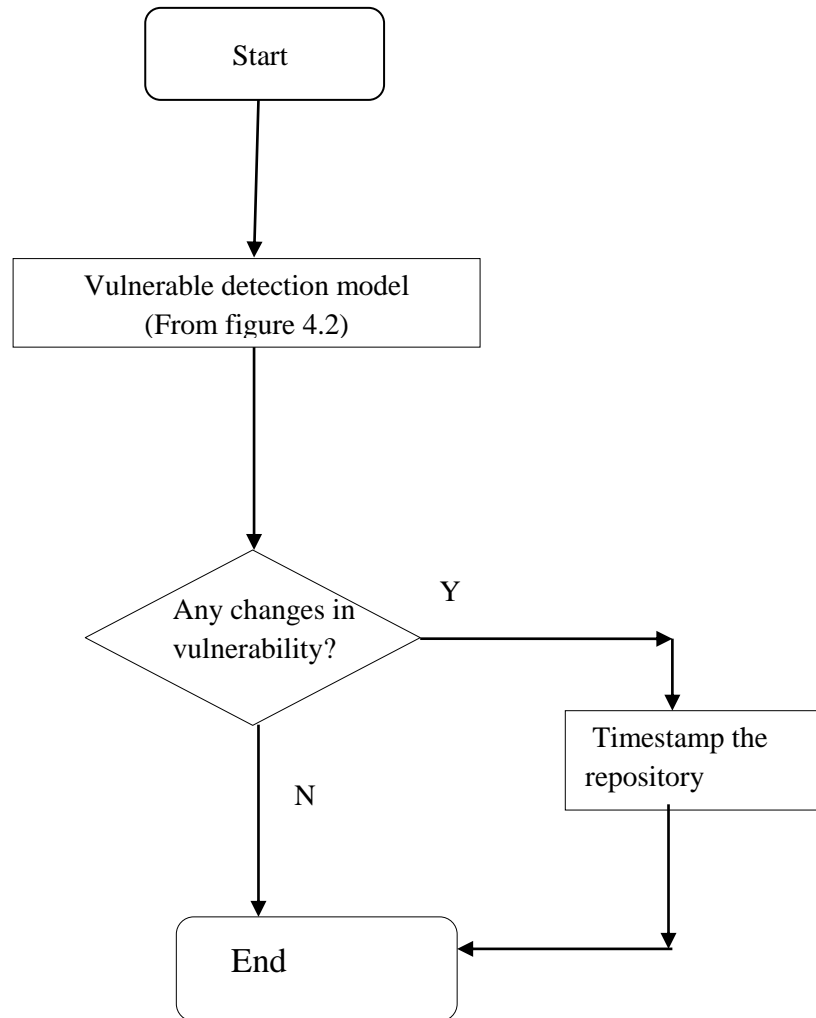 Start
Vulnerable detection model
(From figure 4.2)
Any changes in
vulnerability?
Y
Timestamp the
repository
N
End